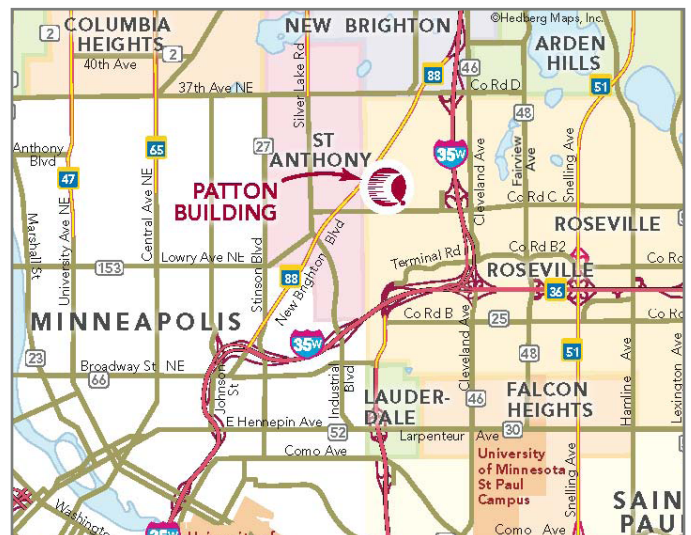 ©Hedberg Maps, Inc.
COLUMBIA
HEIGHTS
NEW BRIGHTON
ARDEN
HILLS
2
2
40th Ave
37th Ave NE
Silver Lake Rd
88
46
Co Rd D
51
48
Anthony
Blvd
65
27
ST
ANTHONY
35W
Cleveland Ave
Fairview
Ave
Snelling Ave
47
PATTON
BUILDING
Marshall St
University Ave NE
Central Ave NE
Co Rd C
ROSEVILLE
Lowry Ave NE
153
Stinson Blvd
88
New Brighton Blvd
Terminal Rd
Co Rd B2
Co Rd
ROSEVILLE
36
MINNEAPOLIS
35W
Co Rd B
25
Co Rd
23
Broadway St NE
66
Johnson
St
Industrial
Blvd
Cleveland Ave
48
51
Hamline Ave
Lexington Ave
LAUDER-
DALE
46
FALCON
HEIGHTS
E Hennepin Ave
52
Larpenteur Ave
30
Como Ave
University
of Minnesota
St Paul
Campus
Snelling Ave
SAIN
PAU
Washington
35W
University of
Como Ave